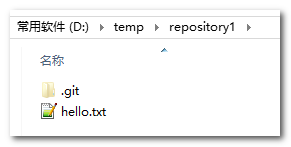 常用软件 (D:) ▸ temp ▸ repository1 ▸
名称
.git
hello.txt